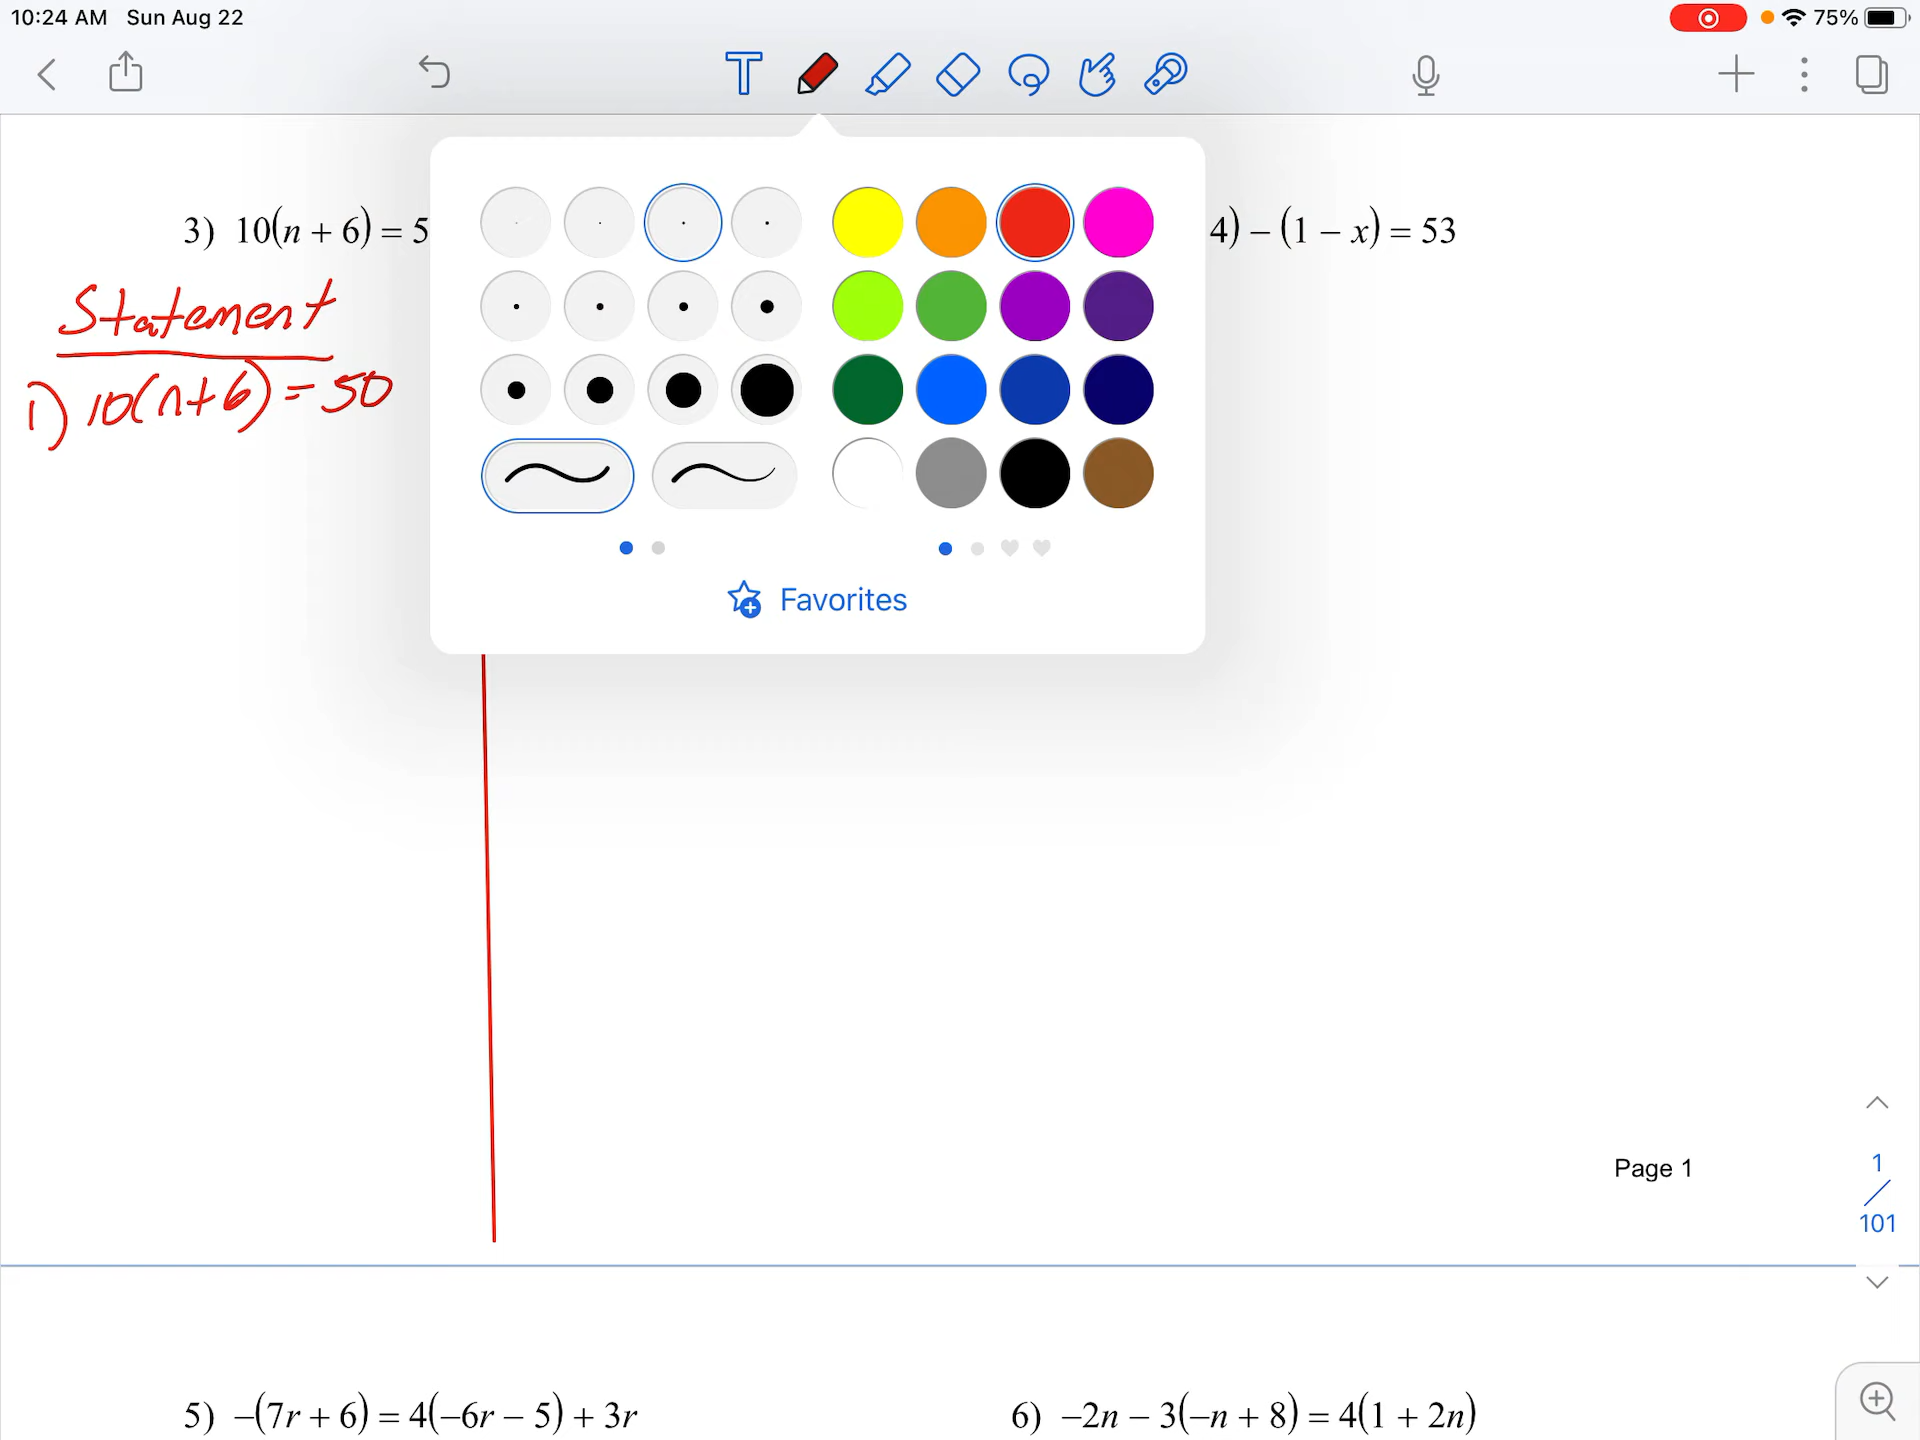 10:24 AM Sun Aug 22
75%
3) 10(n + 6) = 5
4) − (1 − x) = 53
Statement
1) 10(n+6) = 50
Favorites
Page 1
1
/
101
5) −(7r + 6) = 4(−6r − 5) + 3r
6) −2n − 3(−n + 8) = 4(1 + 2n)